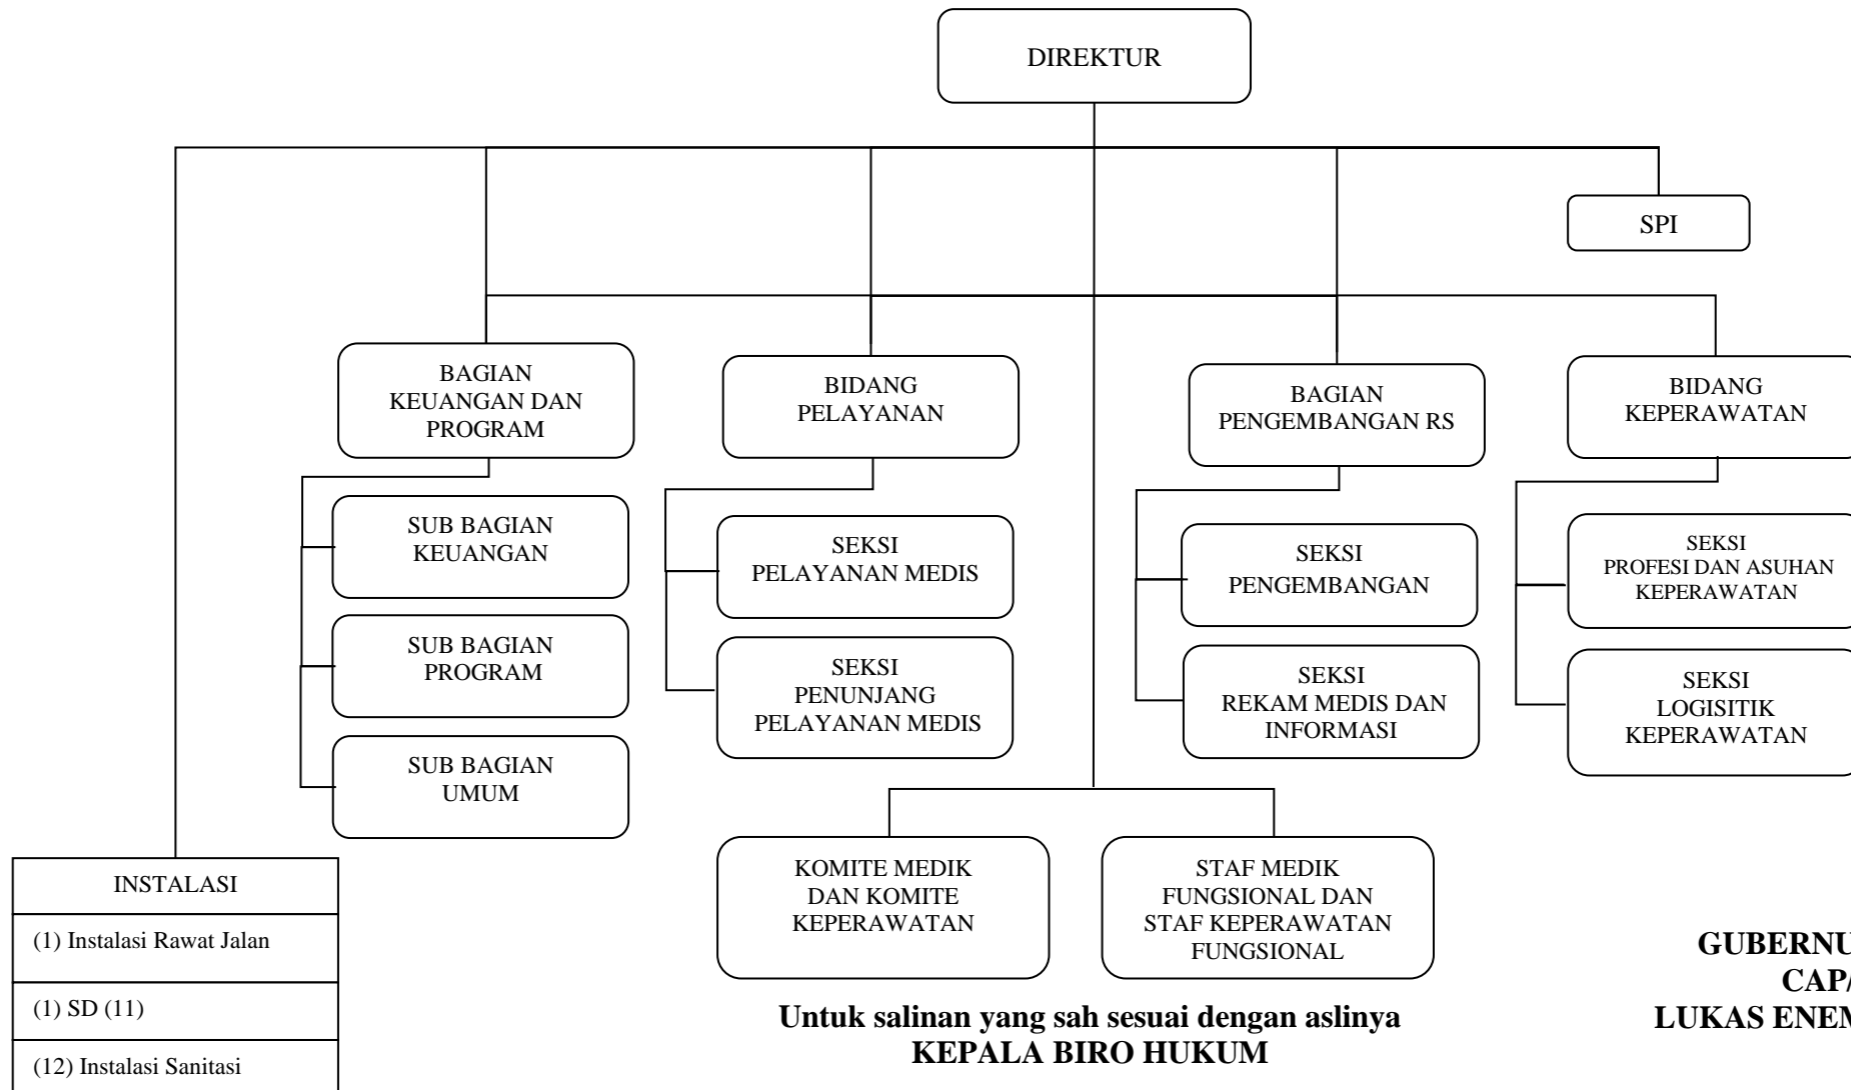 DIREKTUR
SPI
BAGIAN
KEUANGAN DAN
PROGRAM
BIDANG
PELAYANAN
BAGIAN
PENGEMBANGAN RS
BIDANG
KEPERAWATAN
SUB BAGIAN
KEUANGAN
SEKSI
PELAYANAN MEDIS
SEKSI
PENGEMBANGAN
SEKSI
PROFESI DAN ASUHAN
KEPERAWATAN
SUB BAGIAN
PROGRAM
SEKSI
PENUNJANG
PELAYANAN MEDIS
SEKSI
REKAM MEDIS DAN
INFORMASI
SEKSI
LOGISITIK
KEPERAWATAN
SUB BAGIAN
UMUM
KOMITE MEDIK
DAN KOMITE
KEPERAWATAN
STAF MEDIK
FUNGSIONAL DAN
STAF KEPERAWATAN
FUNGSIONAL
INSTALASI
(1) Instalasi Rawat Jalan
(1) SD (11)
(12) Instalasi Sanitasi
Untuk salinan yang sah sesuai dengan aslinya
KEPALA BIRO HUKUM
GUBERNU
CAP/
LUKAS ENEM